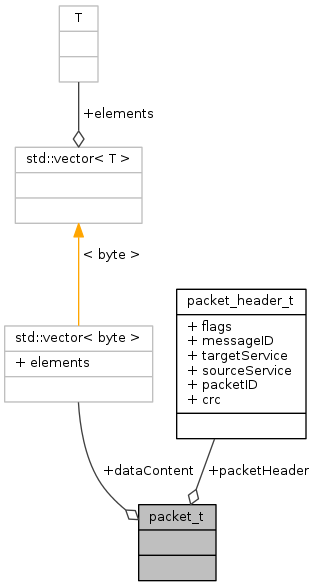 T
+elements
std::vector< T >
< byte >
packet_header_t
+ flags
+ messageID
+ targetService
+ sourceService
+ packetID
+ crc
std::vector< byte >
+ elements
+dataContent
+packetHeader
packet_t